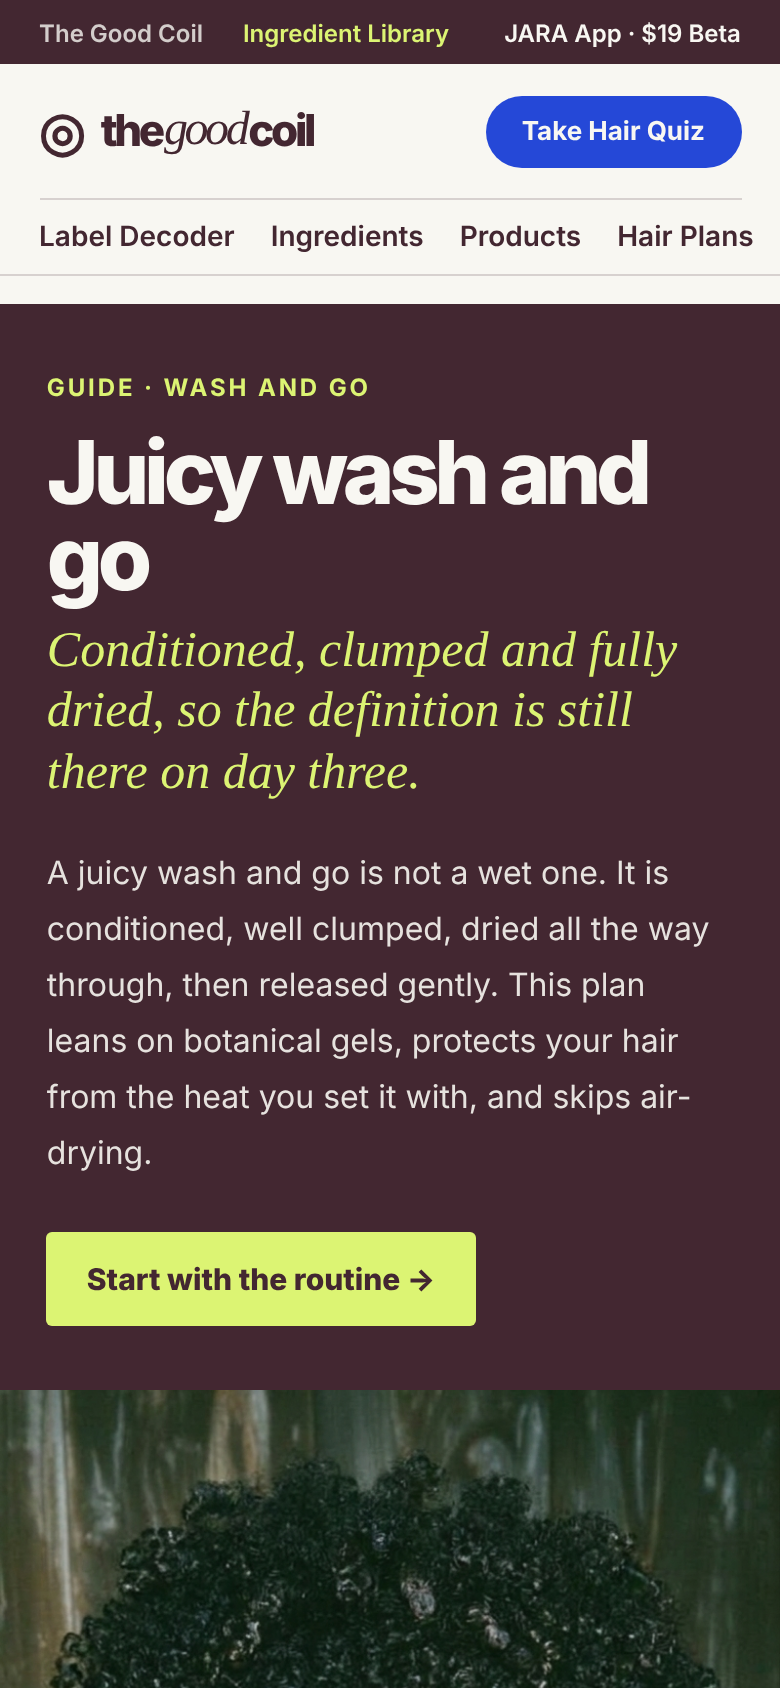 The Good Coil Ingredient Library JARA App · $19 Beta
thegoodcoil Take Hair Quiz
Label Decoder Ingredients Products Hair Plans
GUIDE · WASH AND GO
Juicy wash and
go
Conditioned, clumped and fully
dried, so the definition is still
there on day three.
A juicy wash and go is not a wet one. It is
conditioned, well clumped, dried all the way
through, then released gently. This plan
leans on botanical gels, protects your hair
from the heat you set it with, and skips air-
drying.
Start with the routine →